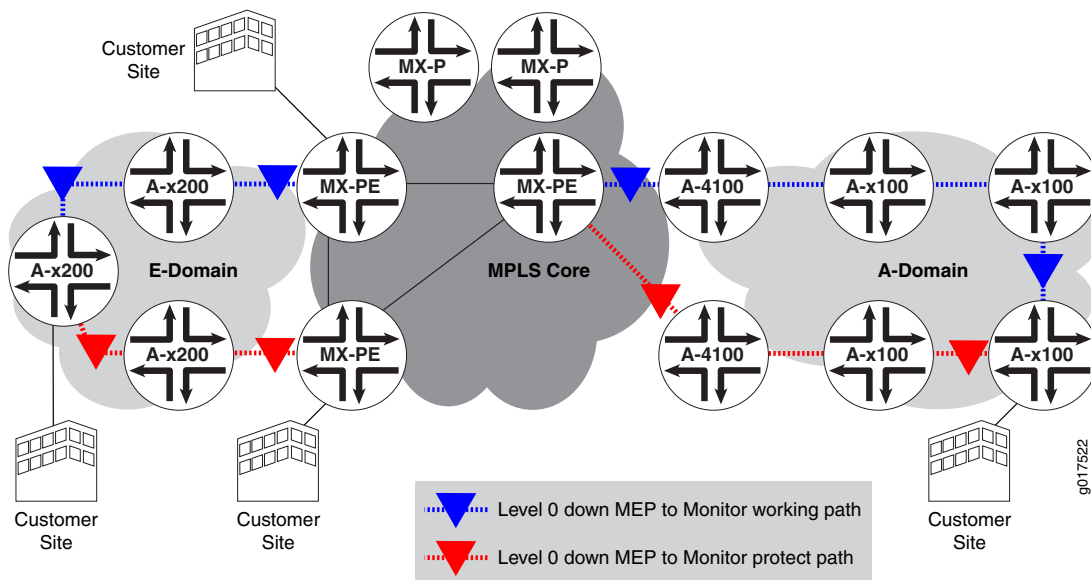 Customer
Site
MX-P
MX-P
A-x200
MX-PE
MX-PE
A-4100
A-x100
A-x100
A-x200
E-Domain
MPLS Core
A-Domain
A-x200
MX-PE
A-4100
A-x100
A-x100
Customer
Site
Customer
Site
Customer
Site
Level 0 down MEP to Monitor working path
Level 0 down MEP to Monitor protect path
g017522